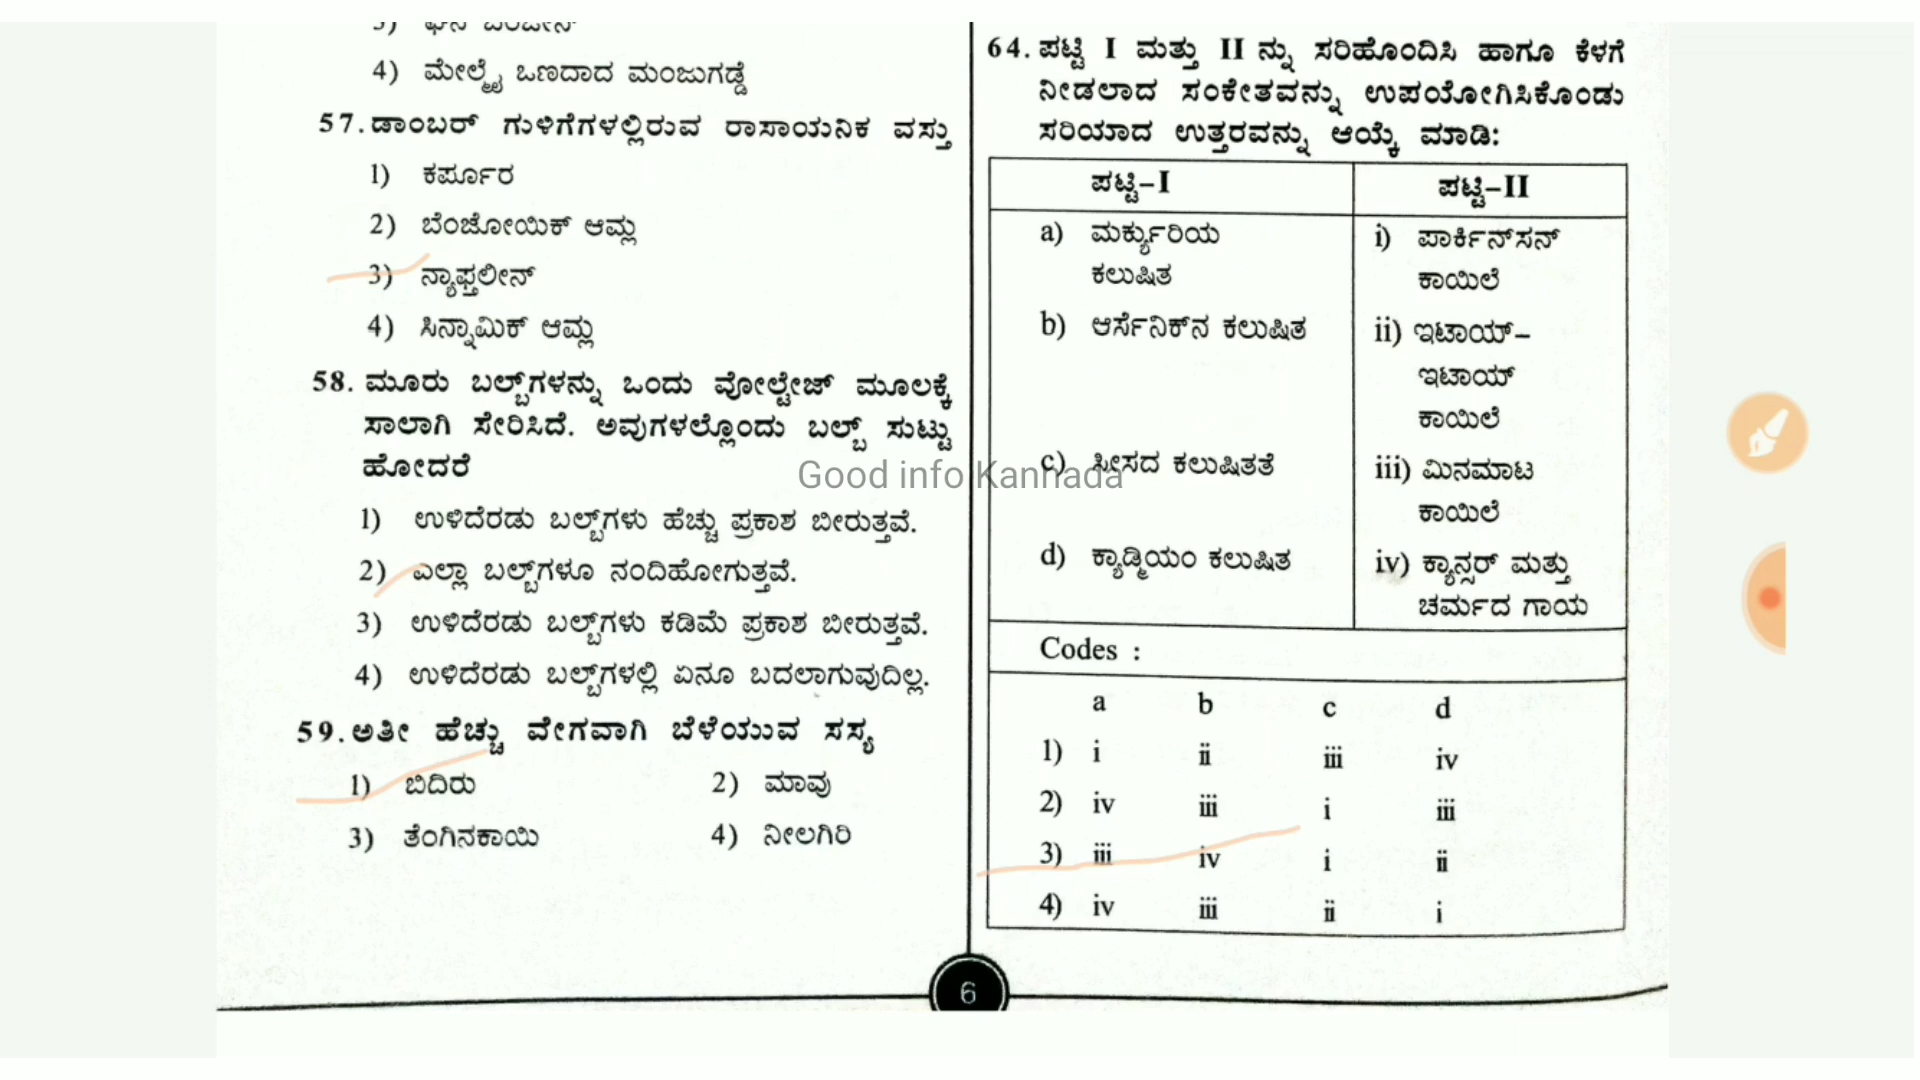 4) ಮೇಲ್ಮೈ ಒಣದಾದ ಮಂಜುಗಡ್ಡೆ
57. ಡಾಂಬರ್ ಗುಳಿಗೆಗಳಲ್ಲಿರುವ ರಾಸಾಯನಿಕ ವಸ್ತು
1) ಕರ್ಪೂರ
2) ಬೆಂಜೋಯಿಕ್ ಆಮ್ಲ
3) ನ್ಯಾಫ್ತಲೀನ್
4) ಸಿನ್ನಾಮಿಕ್ ಆಮ್ಲ
58. ಮೂರು ಬಲ್ಬ್‌ಗಳನ್ನು ಒಂದು ವೋಲ್ಟೇಜ್ ಮೂಲಕ್ಕೆ
ಸಾಲಾಗಿ ಸೇರಿಸಿದೆ. ಅವುಗಳಲ್ಲೊಂದು ಬಲ್ಬ್ ಸುಟ್ಟು
ಹೋದರೆ
1) ಉಳಿದೆರಡು ಬಲ್ಬ್‌ಗಳು ಹೆಚ್ಚು ಪ್ರಕಾಶ ಬೀರುತ್ತವೆ.
2) ಎಲ್ಲಾ ಬಲ್ಬ್‌ಗಳೂ ನಂದಿಹೋಗುತ್ತವೆ.
3) ಉಳಿದೆರಡು ಬಲ್ಬ್‌ಗಳು ಕಡಿಮೆ ಪ್ರಕಾಶ ಬೀರುತ್ತವೆ.
4) ಉಳಿದೆರಡು ಬಲ್ಬ್‌ಗಳಲ್ಲಿ ಏನೂ ಬದಲಾಗುವುದಿಲ್ಲ.
59. ಅತೀ ಹೆಚ್ಚು ವೇಗವಾಗಿ ಬೆಳೆಯುವ ಸಸ್ಯ
1) ಬಿದಿರು 2) ಮಾವು
3) ತೆಂಗಿನಕಾಯಿ 4) ನೀಲಗಿರಿ
64. ಪಟ್ಟಿ I ಮತ್ತು II ನ್ನು ಸರಿಹೊಂದಿಸಿ ಹಾಗೂ ಕೆಳಗೆ
ನೀಡಲಾದ ಸಂಕೇತವನ್ನು ಉಪಯೋಗಿಸಿಕೊಂಡು
ಸರಿಯಾದ ಉತ್ತರವನ್ನು ಆಯ್ಕೆ ಮಾಡಿ:
ಪಟ್ಟಿ-I ಪಟ್ಟಿ-II
a) ಮರ್ಕ್ಯುರಿಯ i) ಪಾರ್ಕಿನ್‌ಸನ್
ಕಲುಷಿತ ಕಾಯಿಲೆ
b) ಆರ್ಸೆನಿಕ್‌ನ ಕಲುಷಿತ ii) ಇಟಾಯ್-
ಇಟಾಯ್
ಕಾಯಿಲೆ
c) ಸೀಸದ ಕಲುಷಿತತೆ iii) ಮಿನಮಾಟ
ಕಾಯಿಲೆ
d) ಕ್ಯಾಡ್ಮಿಯಂ ಕಲುಷಿತ iv) ಕ್ಯಾನ್ಸರ್ ಮತ್ತು
ಚರ್ಮದ ಗಾಯ
Codes :
a b c d
1) i ii iii iv
2) iv iii i iii
3) iii iv i ii
4) iv iii ii i
Good info Kannada
6